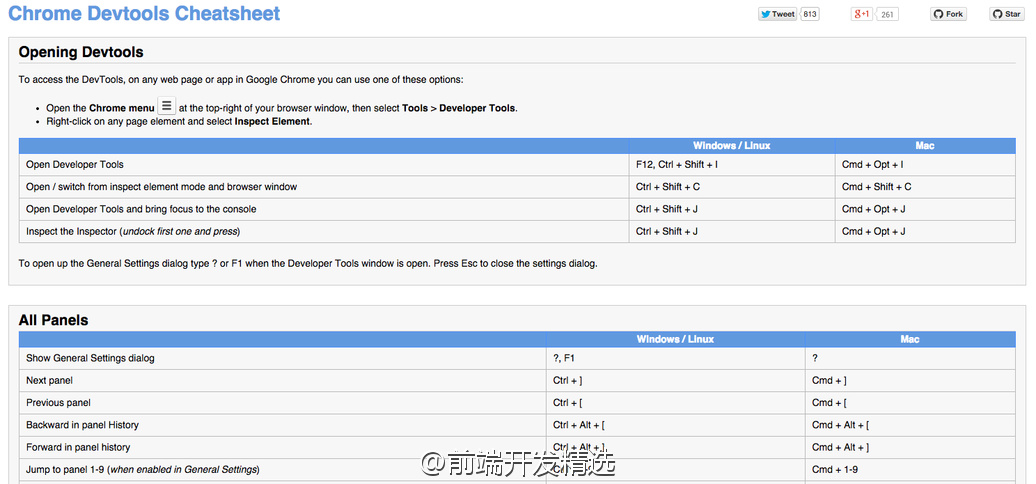 Chrome Devtools Cheatsheet
Tweet 813 g+1 261 Fork Star
Opening Devtools
To access the DevTools, on any web page or app in Google Chrome you can use one of these options:
• Open the Chrome menu ☰ at the top-right of your browser window, then select Tools > Developer Tools.
• Right-click on any page element and select Inspect Element.
Windows / Linux Mac
Open Developer Tools F12, Ctrl + Shift + I Cmd + Opt + I
Open / switch from inspect element mode and browser window Ctrl + Shift + C Cmd + Shift + C
Open Developer Tools and bring focus to the console Ctrl + Shift + J Cmd + Opt + J
Inspect the Inspector (undock first one and press) Ctrl + Shift + J Cmd + Opt + J
To open up the General Settings dialog type ? or F1 when the Developer Tools window is open. Press Esc to close the settings dialog.
All Panels
Windows / Linux Mac
Show General Settings dialog ?, F1 ?
Next panel Ctrl + ] Cmd + ]
Previous panel Ctrl + [ Cmd + [
Backward in panel History Ctrl + Alt + [ Cmd + Alt + [
Forward in panel history Ctrl + Alt + ] Cmd + Alt + ]
Jump to panel 1-9 (when enabled in General Settings) Cmd + 1-9
@前端开发精选